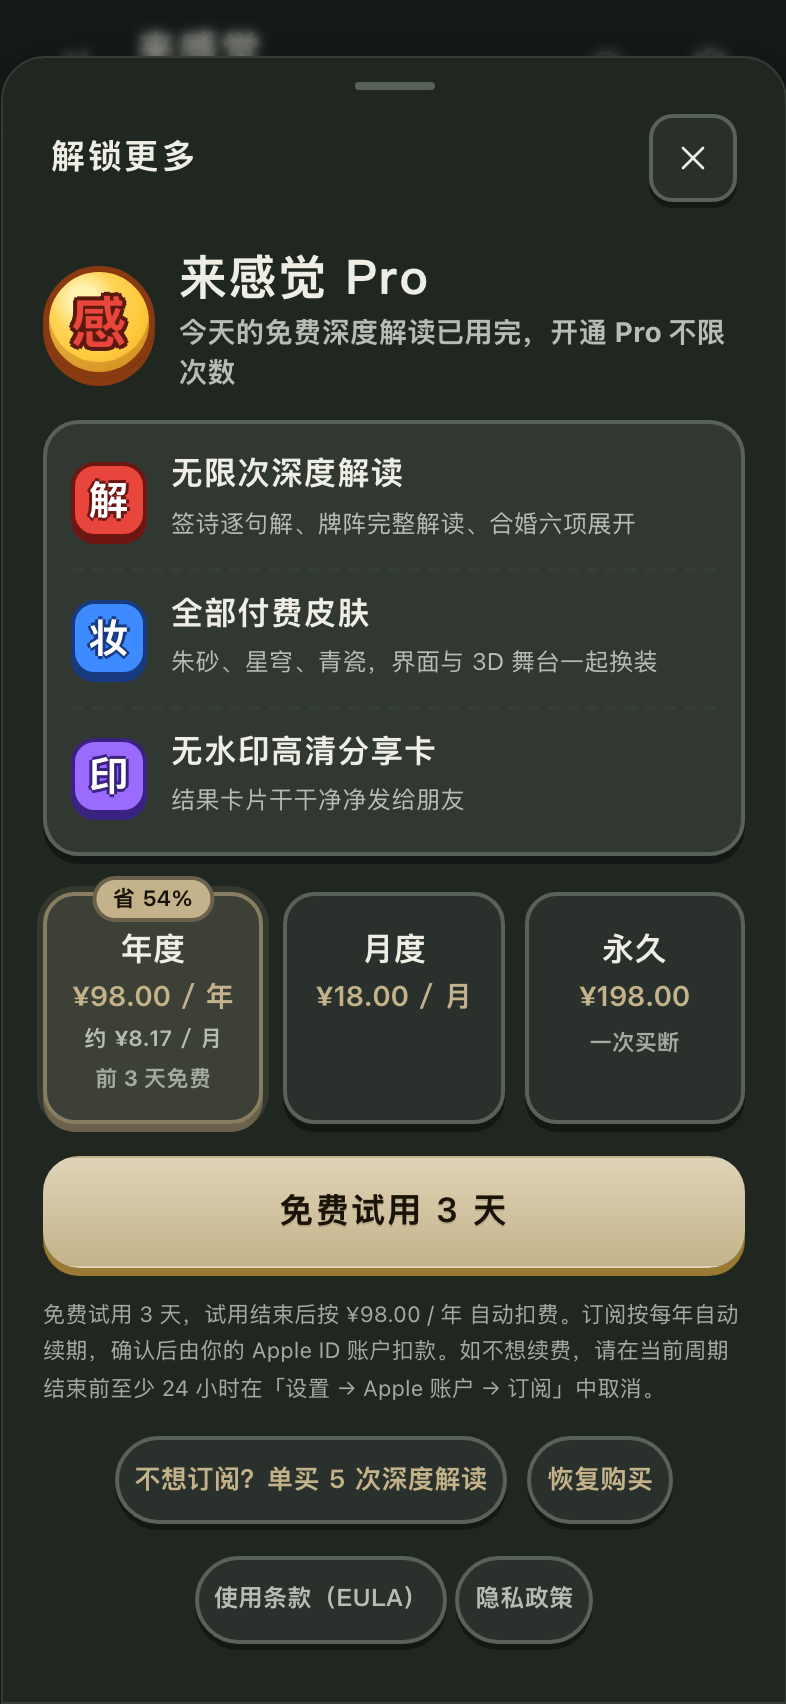 来感觉
解锁更多
感
来感觉 Pro
今天的免费深度解读已用完，开通 Pro 不限
次数
解
无限次深度解读
签诗逐句解、牌阵完整解读、合婚六项展开
妆
全部付费皮肤
朱砂、星穹、青瓷，界面与 3D 舞台一起换装
印
无水印高清分享卡
结果卡片干干净净发给朋友
省 54%
年度
¥98.00 / 年
约 ¥8.17 / 月
前 3 天免费
月度
¥18.00 / 月
永久
¥198.00
一次买断
免费试用 3 天
免费试用 3 天，试用结束后按 ¥98.00 / 年 自动扣费。订阅按每年自动
续期，确认后由你的 Apple ID 账户扣款。如不想续费，请在当前周期
结束前至少 24 小时在「设置 → Apple 账户 → 订阅」中取消。
不想订阅？单买 5 次深度解读
恢复购买
使用条款（EULA）
隐私政策